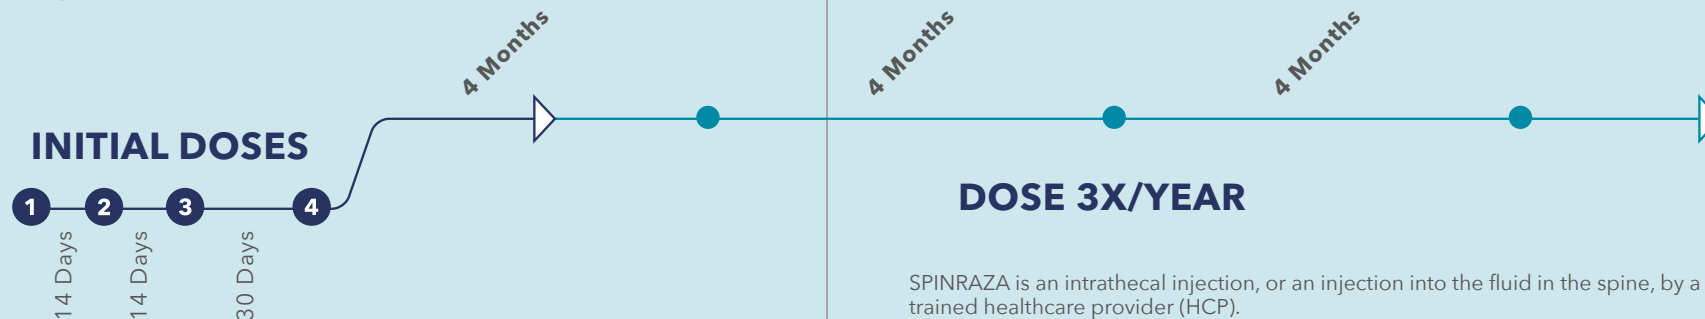 4 Months
4 Months
4 Months
INITIAL DOSES
1 2 3 4
14 Days
14 Days
30 Days
DOSE 3X/YEAR
SPINRAZA is an intrathecal injection, or an injection into the fluid in the spine, by a
trained healthcare provider (HCP).